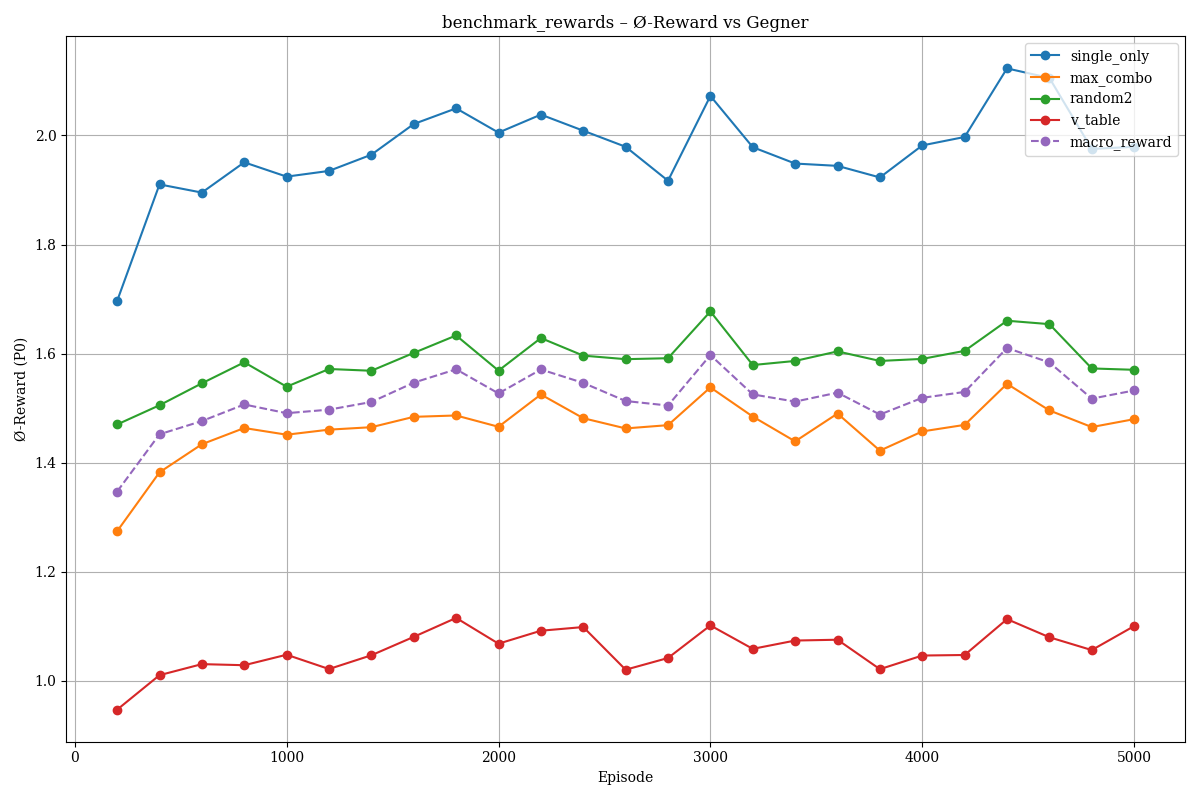 benchmark_rewards – Ø-Reward vs Gegner
single_only
max_combo
random2
v_table
macro_reward
Ø-Reward (P0)
2.0
1.8
1.6
1.4
1.2
1.0
0 1000 2000 3000 4000 5000
Episode